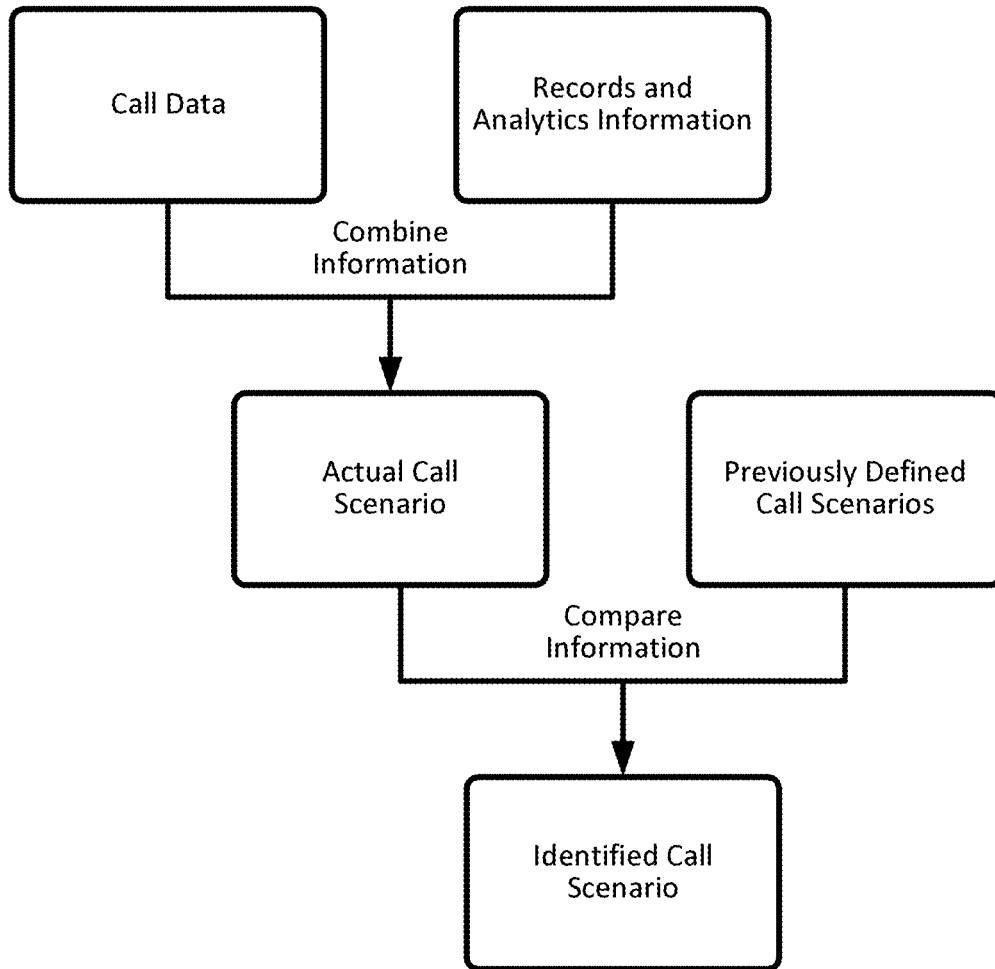 Call Data
Records and
Analytics Information
Combine
Information
Actual Call
Scenario
Previously Defined
Call Scenarios
Compare
Information
Identified Call
Scenario